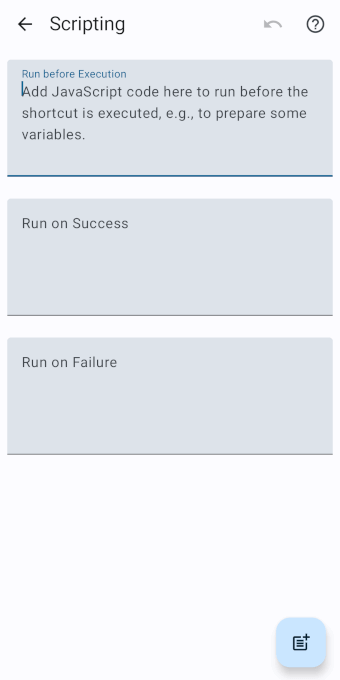 Scripting
Run before Execution
Add JavaScript code here to run before the
shortcut is executed, e.g., to prepare some
variables.
Run on Success
Run on Failure